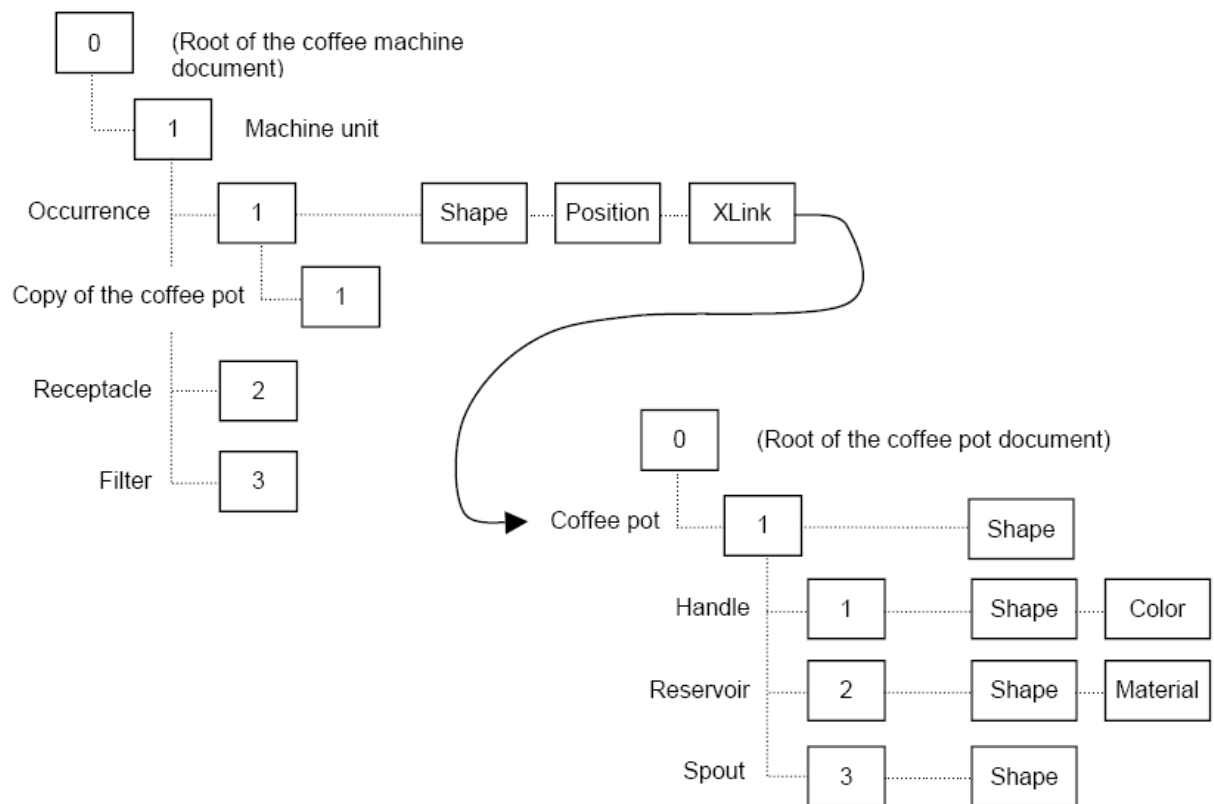 0
(Root of the coffee machine
document)
1
Machine unit
Occurrence
1
Shape
Position
XLink
Copy of the coffee pot
1
Receptacle
2
Filter
3
0
(Root of the coffee pot document)
Coffee pot
1
Shape
Handle
1
Shape
Color
Reservoir
2
Shape
Material
Spout
3
Shape